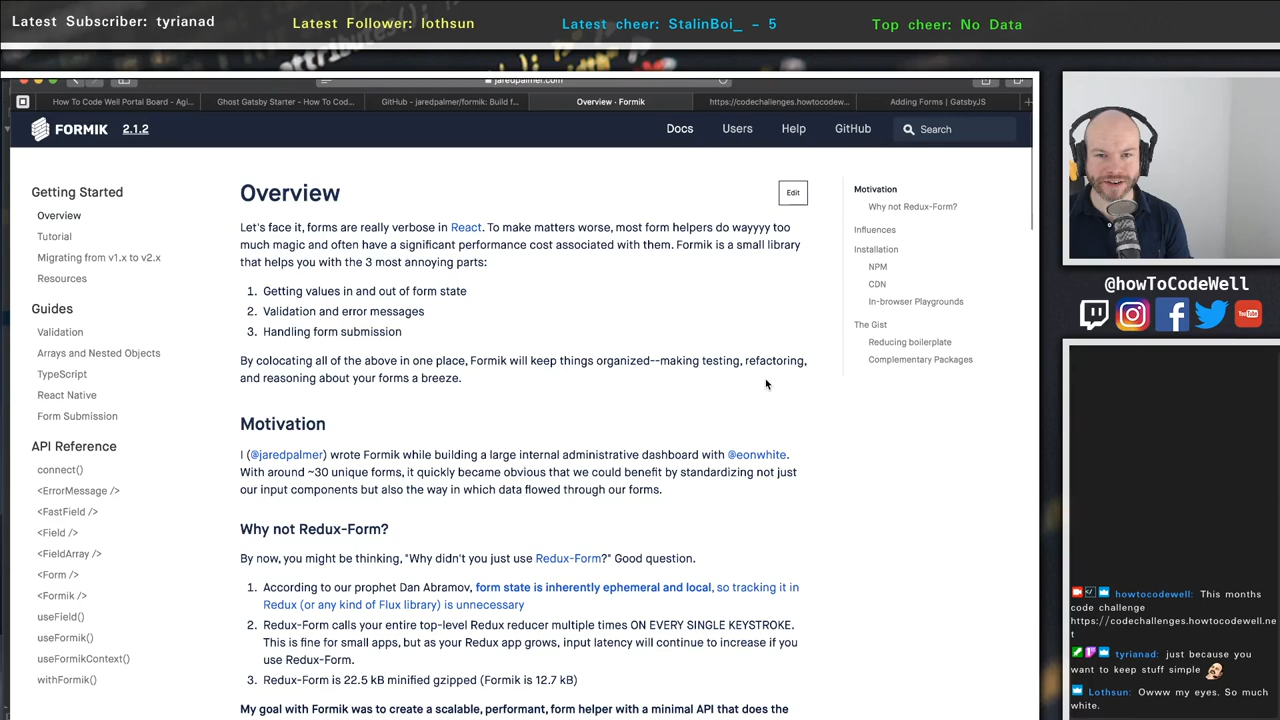 Latest Subscriber: tyrianad
Latest Follower: lothsun
Latest cheer: StalinBoi_ - 5
Top cheer: No Data
attributes();
jaredpalmer.com
How To Code Well Portal Board - Agi...
Ghost Gatsby Starter - How To Cod...
GitHub - jaredpalmer/formik: Build f...
Overview · Formik
https://codechallenges.howtocodew...
Adding Forms | GatsbyJS
FORMIK 2.1.2
Docs
Users
Help
GitHub
Search
Getting Started
Overview
Tutorial
Migrating from v1.x to v2.x
Resources
Guides
Validation
Arrays and Nested Objects
TypeScript
React Native
Form Submission
API Reference
connect()
<ErrorMessage />
<FastField />
<Field />
<FieldArray />
<Form />
<Formik />
useField()
useFormik()
useFormikContext()
withFormik()
Overview
Edit
Let's face it, forms are really verbose in React. To make matters worse, most form helpers do wayyyy too
much magic and often have a significant performance cost associated with them. Formik is a small library
that helps you with the 3 most annoying parts:
1. Getting values in and out of form state
2. Validation and error messages
3. Handling form submission
By colocating all of the above in one place, Formik will keep things organized--making testing, refactoring,
and reasoning about your forms a breeze.
Motivation
I (@jaredpalmer) wrote Formik while building a large internal administrative dashboard with @eonwhite.
With around ~30 unique forms, it quickly became obvious that we could benefit by standardizing not just
our input components but also the way in which data flowed through our forms.
Why not Redux-Form?
By now, you might be thinking, "Why didn't you just use Redux-Form?" Good question.
1. According to our prophet Dan Abramov, form state is inherently ephemeral and local, so tracking it in
Redux (or any kind of Flux library) is unnecessary
2. Redux-Form calls your entire top-level Redux reducer multiple times ON EVERY SINGLE KEYSTROKE.
This is fine for small apps, but as your Redux app grows, input latency will continue to increase if you
use Redux-Form.
3. Redux-Form is 22.5 kB minified gzipped (Formik is 12.7 kB)
My goal with Formik was to create a scalable, performant, form helper with a minimal API that does the
Motivation
Why not Redux-Form?
Influences
Installation
NPM
CDN
In-browser Playgrounds
The Gist
Reducing boilerplate
Complementary Packages
@howToCodeWell
You Tube
howtocodewell: This months
code challenge
https://codechallenges.howtocodewell.ne
t
tyrianad: just because you
want to keep stuff simple
Lothsun: Owww my eyes. So much
white.